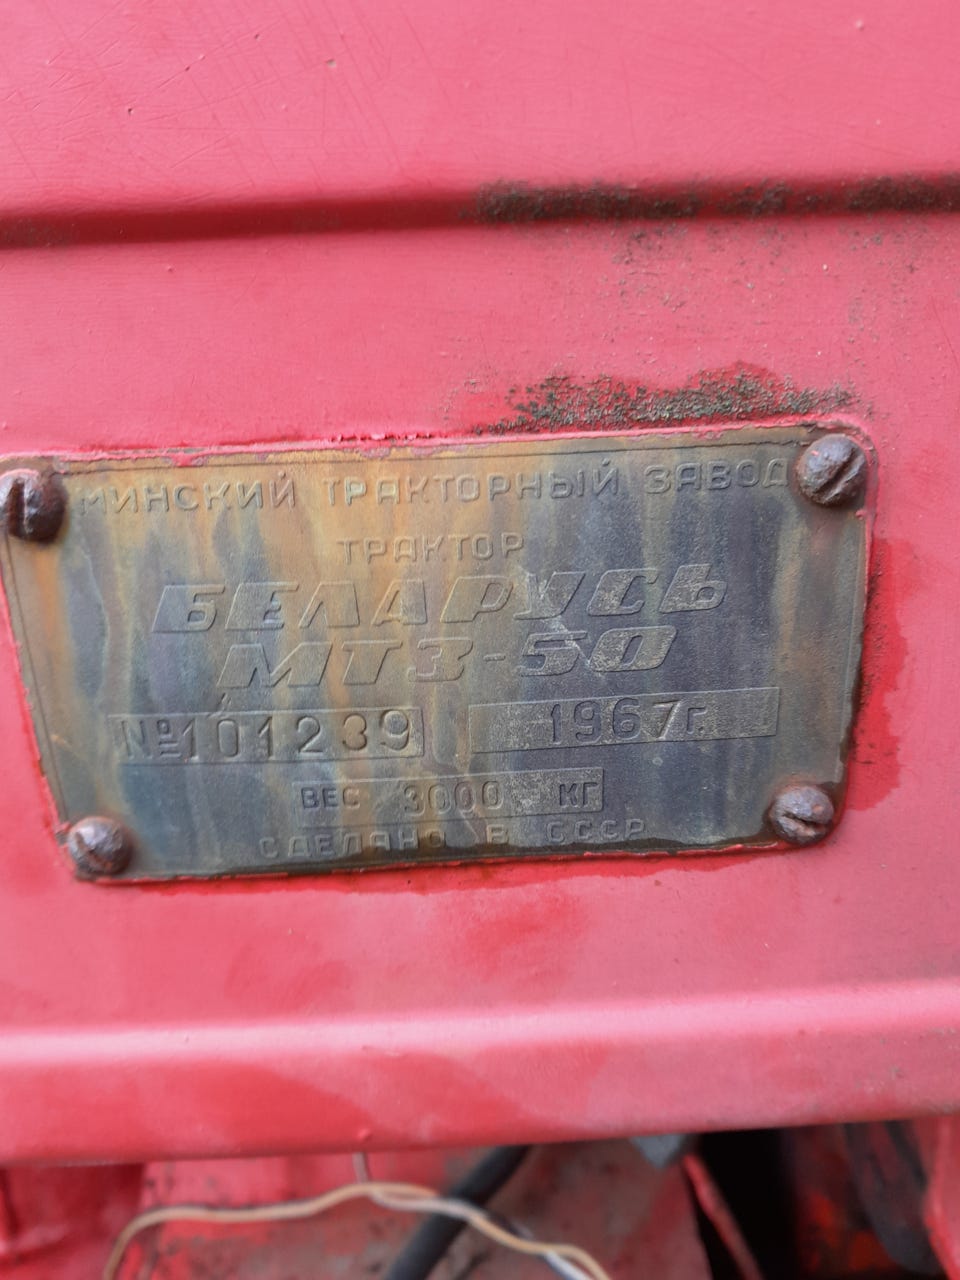 МИНСКИЙ ТРАКТОРНЫЙ ЗАВОД
ТРАКТОР
БЕЛАРУСЬ
МТЗ-50
№101239 1967г.
ВЕС 3000 КГ
СДЕЛАНО В СССР